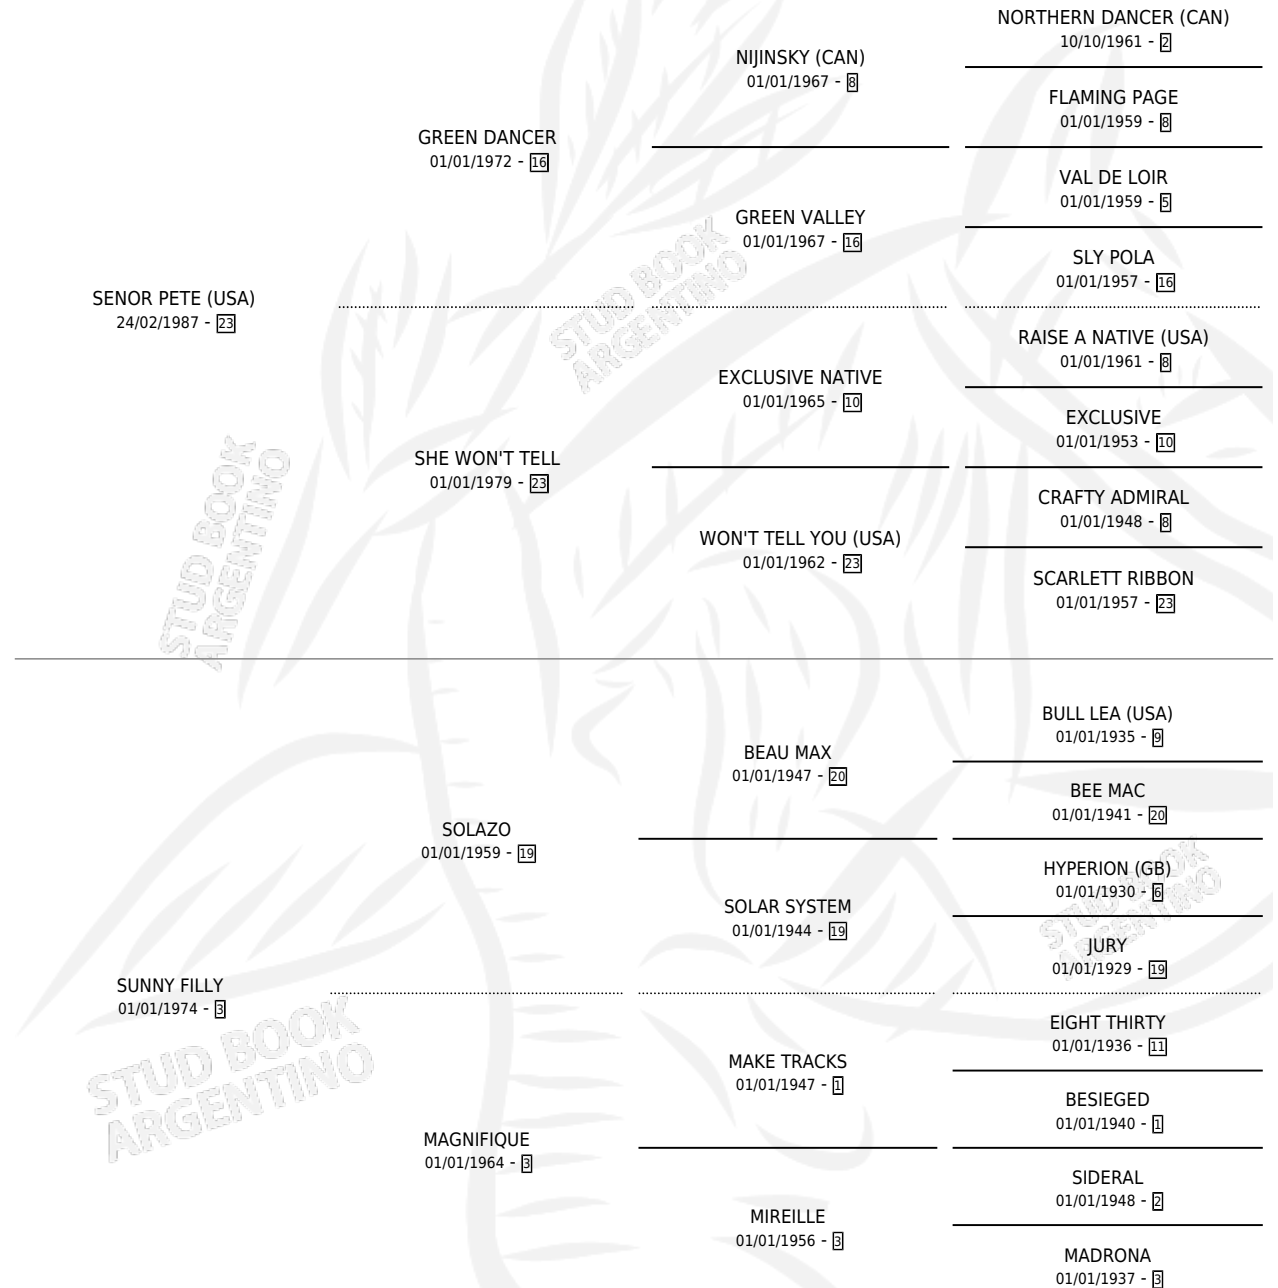 NORTHERN DANCER (CAN)
10/10/1961 - 2
NIJINSKY (CAN)
01/01/1967 - 8
FLAMING PAGE
01/01/1959 - 8
GREEN DANCER
01/01/1972 - 16
VAL DE LOIR
01/01/1959 - 5
GREEN VALLEY
01/01/1967 - 16
SLY POLA
01/01/1957 - 16
SENOR PETE (USA)
24/02/1987 - 23
STUD BOOK
ARGENTINO
RAISE A NATIVE (USA)
01/01/1961 - 8
EXCLUSIVE NATIVE
01/01/1965 - 10
EXCLUSIVE
01/01/1953 - 10
SHE WON'T TELL
01/01/1979 - 23
CRAFTY ADMIRAL
01/01/1948 - 8
WON'T TELL YOU (USA)
01/01/1962 - 23
SCARLETT RIBBON
01/01/1957 - 23
STUD BOOK
ARGENTINO
BULL LEA (USA)
01/01/1935 - 9
BEAU MAX
01/01/1947 - 20
BEE MAC
01/01/1941 - 20
SOLAZO
01/01/1959 - 19
HYPERION (GB)
01/01/1930 - 6
SOLAR SYSTEM
01/01/1944 - 19
STUD BOOK
ARGENTINO
JURY
01/01/1929 - 19
SUNNY FILLY
01/01/1974 - 3
EIGHT THIRTY
01/01/1936 - 11
STUD BOOK
ARGENTINO
MAKE TRACKS
01/01/1947 - 1
BESIEGED
01/01/1940 - 1
MAGNIFIQUE
01/01/1964 - 3
SIDERAL
01/01/1948 - 2
MIREILLE
01/01/1956 - 3
MADRONA
01/01/1937 - 3